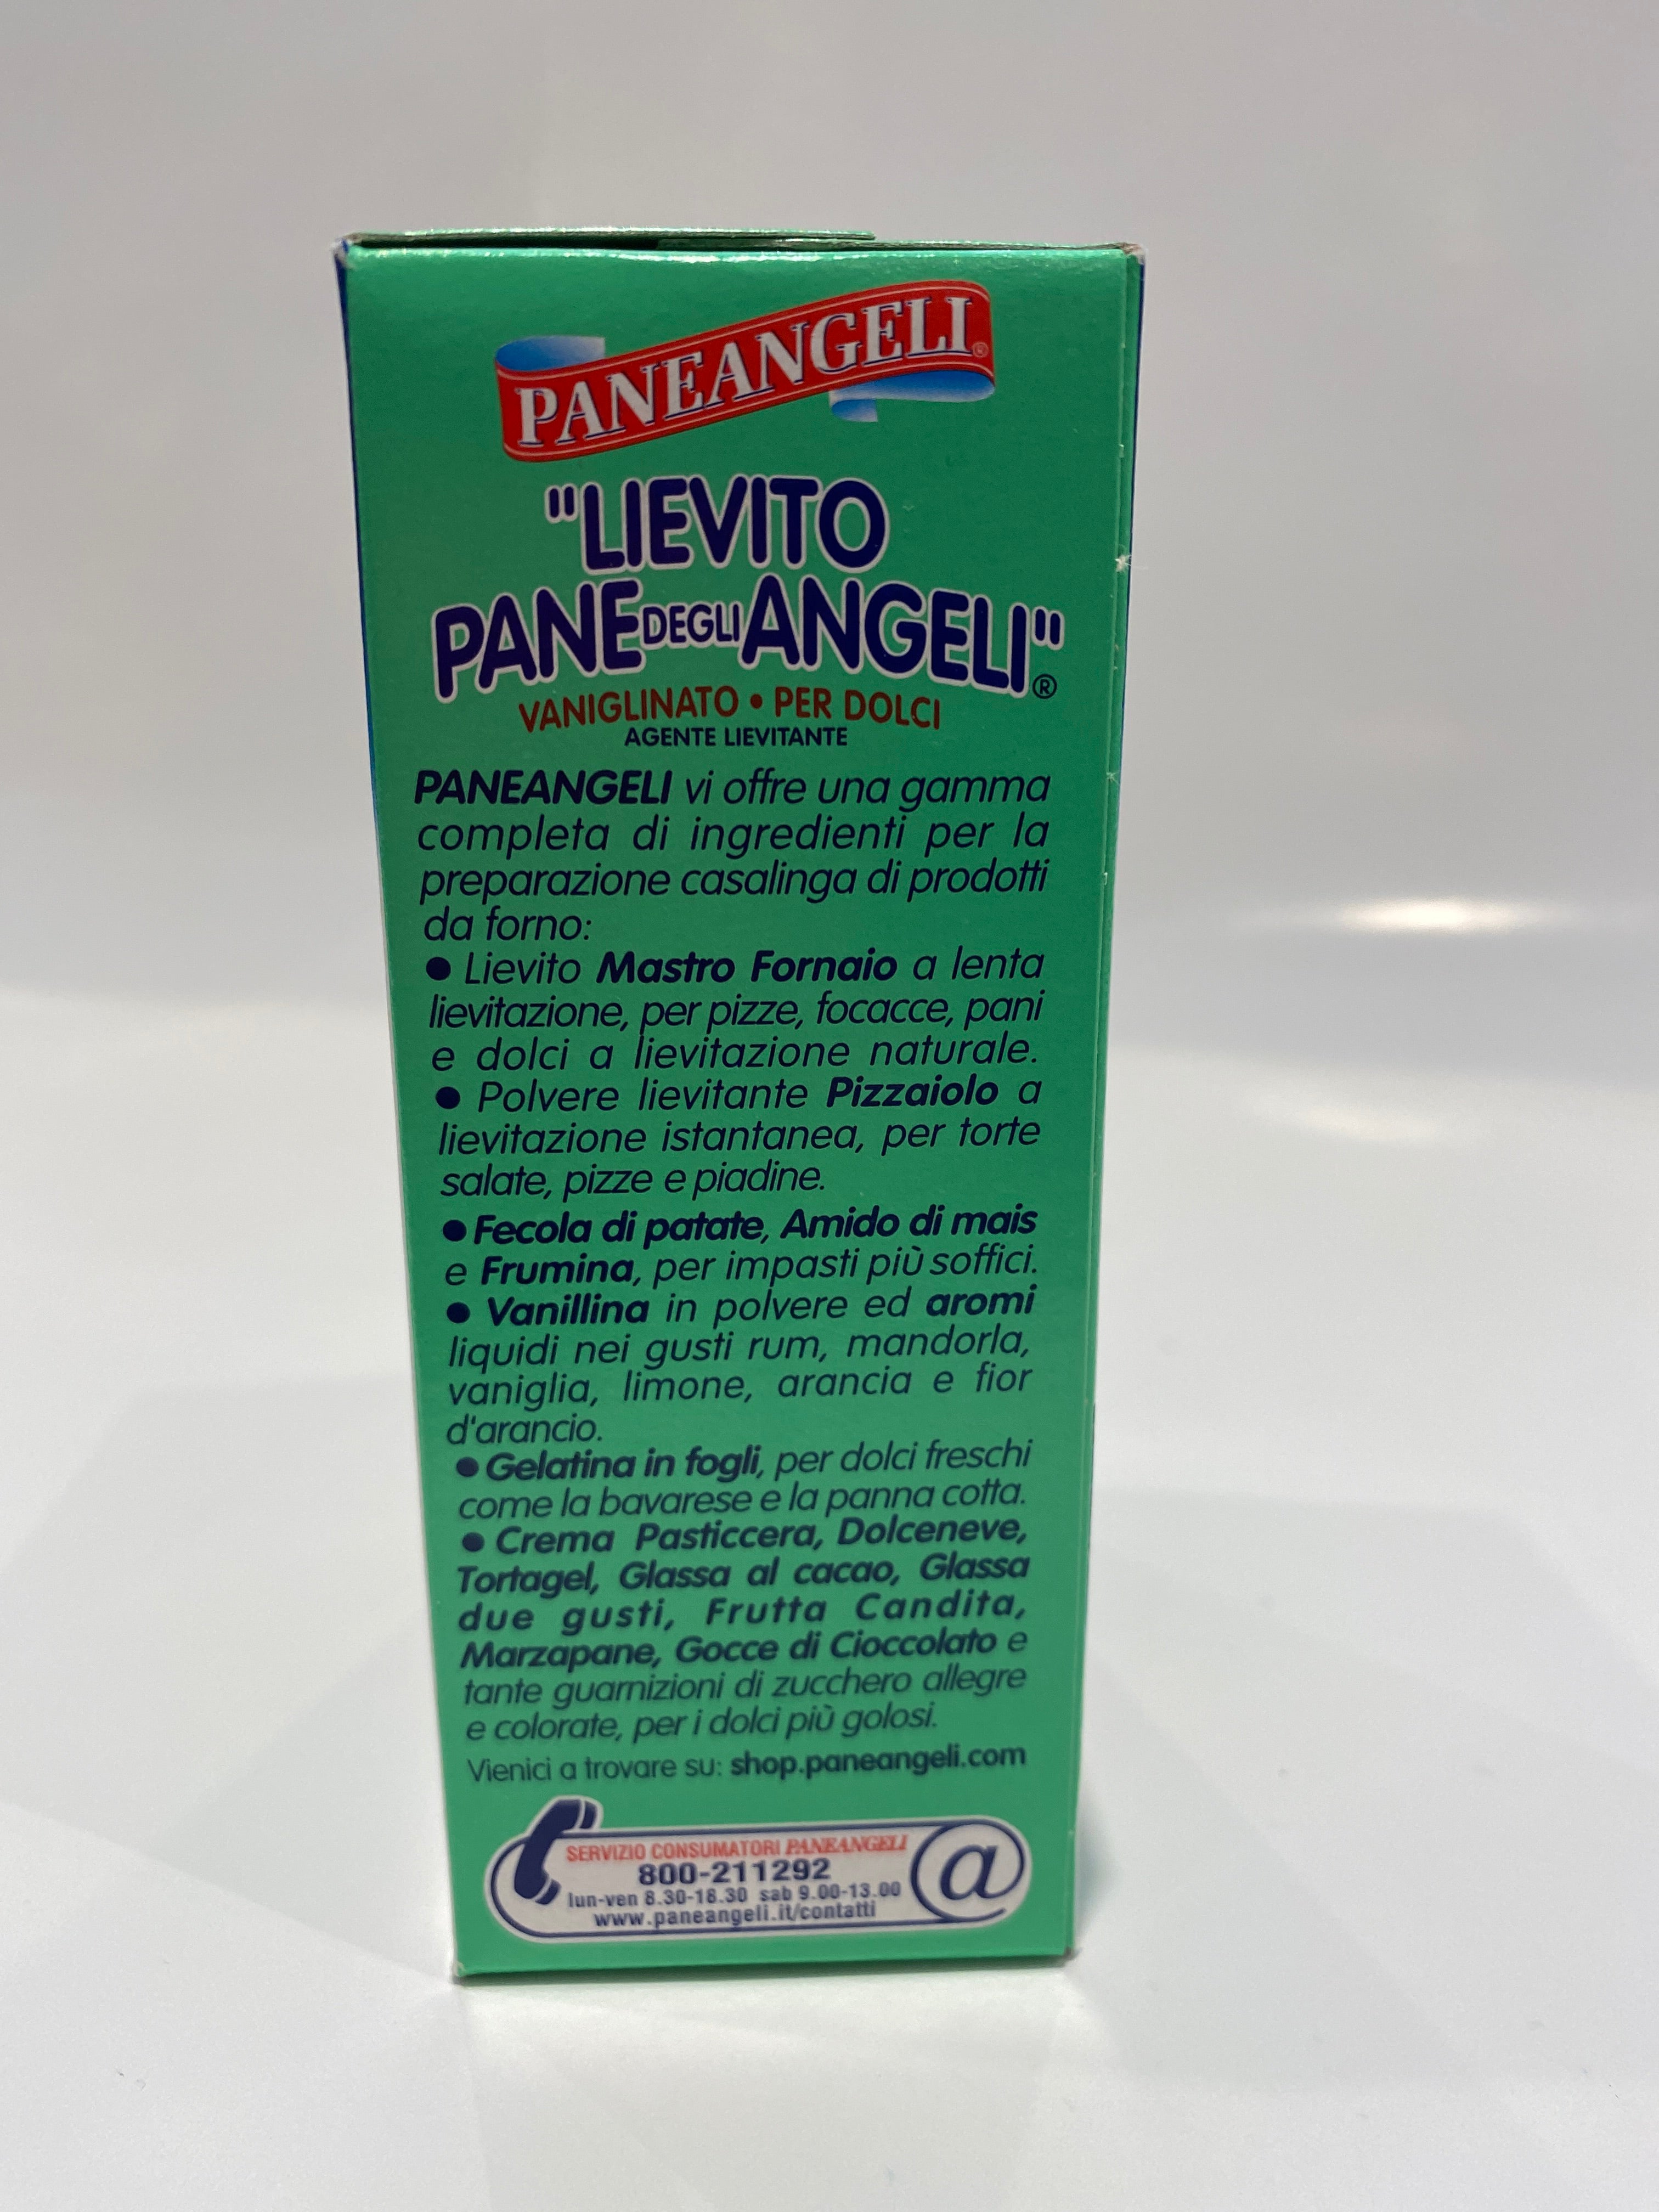 PANEANGELI®
"LIEVITO
PANE DEGLI ANGELI"®
VANIGLINATO • PER DOLCI
AGENTE LIEVITANTE
PANEANGELI vi offre una gamma
completa di ingredienti per la
preparazione casalinga di prodotti
da forno:
● Lievito Mastro Fornaio a lenta
lievitazione, per pizze, focacce, pani
e dolci a lievitazione naturale.
● Polvere lievitante Pizzaiolo a
lievitazione istantanea, per torte
salate, pizze e piadine.
● Fecola di patate, Amido di mais
e Frumina, per impasti più soffici.
● Vanillina in polvere ed aromi
liquidi nei gusti rum, mandorla,
vaniglia, limone, arancia e fior
d'arancio.
● Gelatina in fogli, per dolci freschi
come la bavarese e la panna cotta.
● Crema Pasticcera, Dolceneve,
Tortagel, Glassa al cacao, Glassa
due gusti, Frutta Candita,
Marzapane, Gocce di Cioccolato e
tante guarnizioni di zucchero allegre
e colorate, per i dolci più golosi.
Vienici a trovare su: shop.paneangeli.com
SERVIZIO CONSUMATORI PANEANGELI
800-211292
lun-ven 8.30-18.30 sab 9.00-13.00
www.paneangeli.it/contatti
@